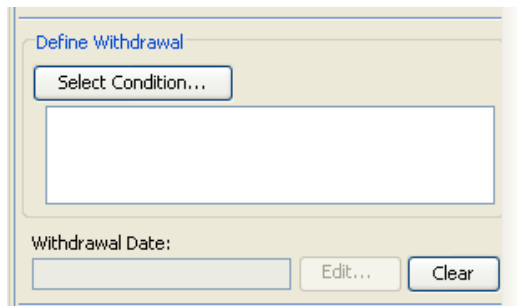 Define Withdrawal
Select Condition...
Withdrawal Date:
Edit... Clear